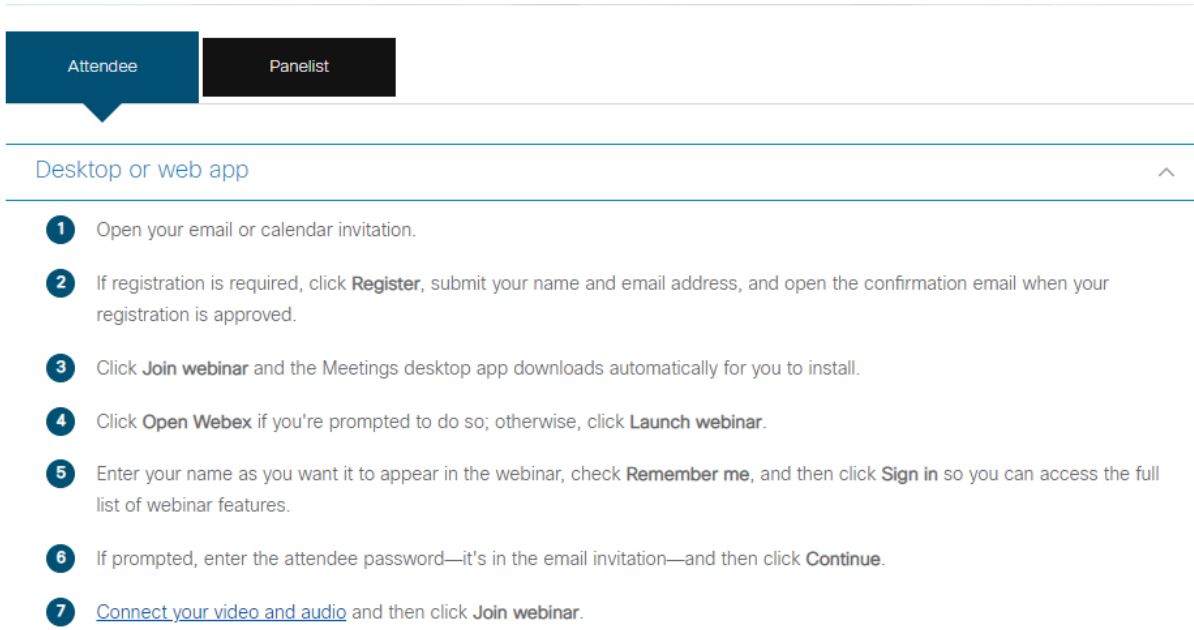 Attendee
Panelist
Desktop or web app
1 Open your email or calendar invitation.
2 If registration is required, click Register, submit your name and email address, and open the confirmation email when your
registration is approved.
3 Click Join webinar and the Meetings desktop app downloads automatically for you to install.
4 Click Open Webex if you're prompted to do so; otherwise, click Launch webinar.
5 Enter your name as you want it to appear in the webinar, check Remember me, and then click Sign in so you can access the full
list of webinar features.
6 If prompted, enter the attendee password—it's in the email invitation—and then click Continue.
7 Connect your video and audio and then click Join webinar.